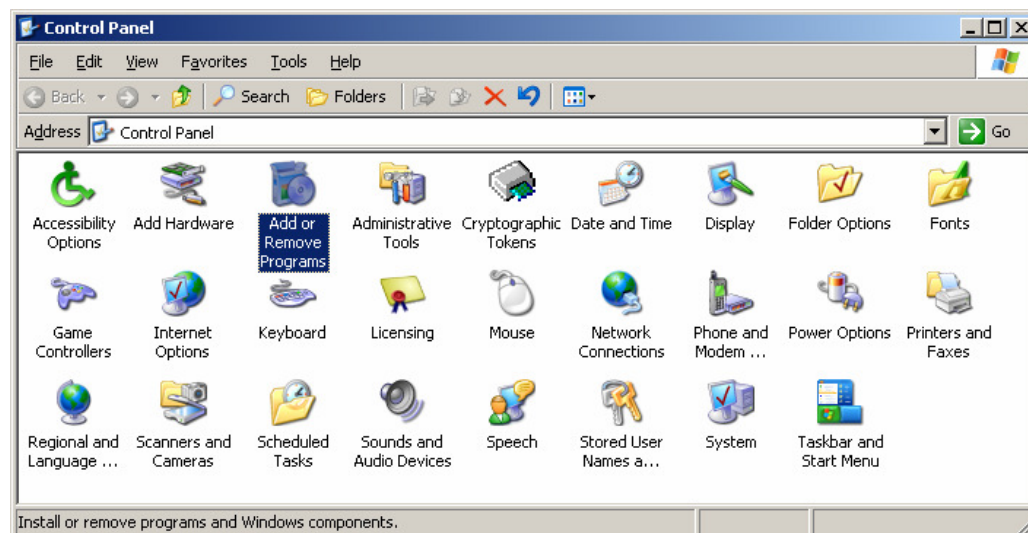 Control Panel
File Edit View Favorites Tools Help
Back Search Folders
Address Control Panel Go
Accessibility Options
Add Hardware
Add or Remove Programs
Administrative Tools
Cryptographic Tokens
Date and Time
Display
Folder Options
Fonts
Game Controllers
Internet Options
Keyboard
Licensing
Mouse
Network Connections
Phone and Modem ...
Power Options
Printers and Faxes
Regional and Language ...
Scanners and Cameras
Scheduled Tasks
Sounds and Audio Devices
Speech
Stored User Names a...
System
Taskbar and Start Menu
Install or remove programs and Windows components.